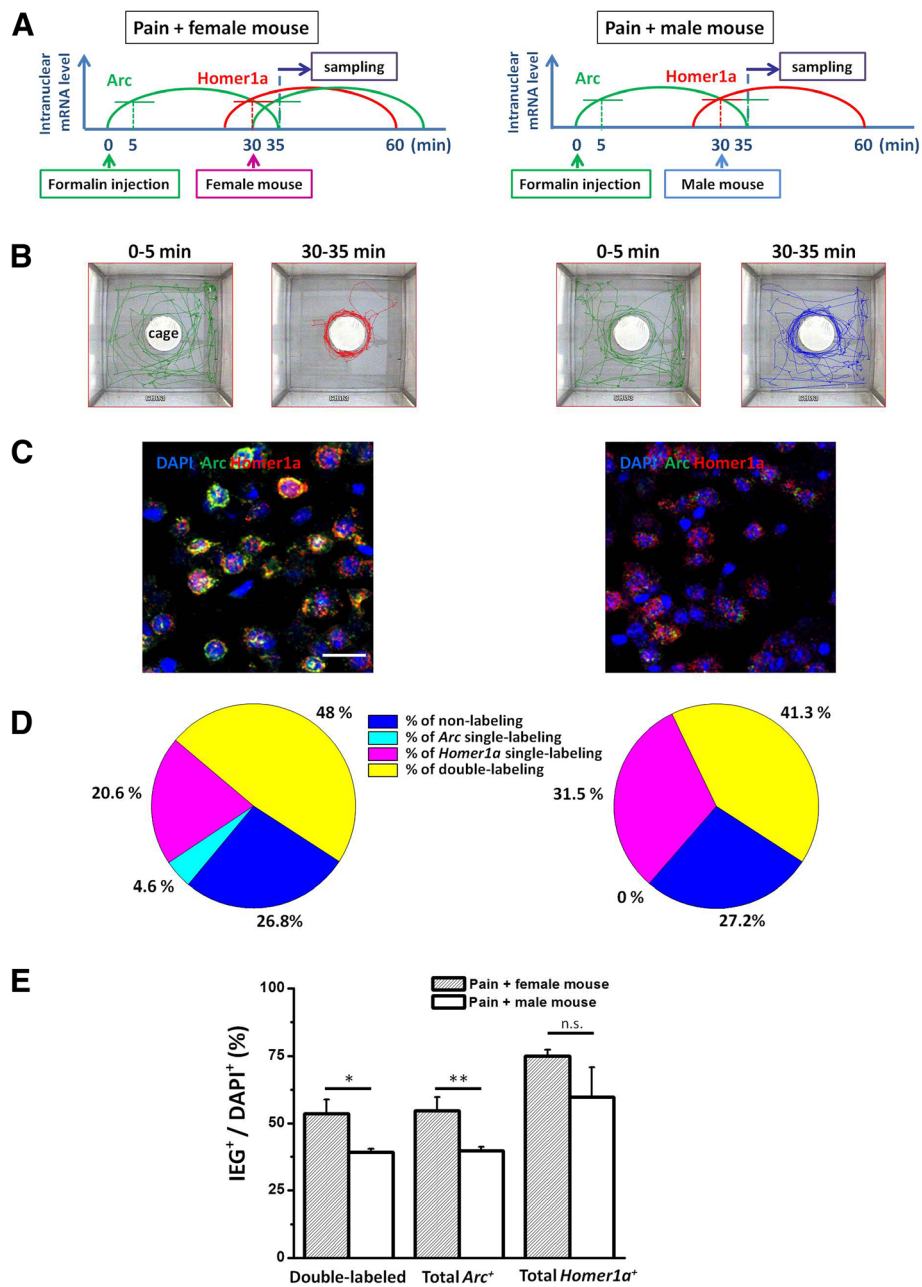 A
Pain + female mouse
Pain + male mouse
Intranuclear
mRNA level
Arc
Homer1a
sampling
0 5 30 35 60 (min)
Formalin injection
Female mouse
Intranuclear
mRNA level
Arc
Homer1a
sampling
0 5 30 35 60 (min)
Formalin injection
Male mouse
B
0-5 min
30-35 min
0-5 min
30-35 min
cage
CH03
CH03
CH03
CH03
C
DAPI Arc Homer1a
DAPI Arc Homer1a
D
48 %
20.6 %
4.6 %
26.8%
% of non-labeling
% of Arc single-labeling
% of Homer1a single-labeling
% of double-labeling
41.3 %
31.5 %
0 %
27.2%
E
IEG+ / DAPI+ (%)
100
75
50
25
0
Pain + female mouse
Pain + male mouse
*
**
n.s.
Double-labeled
Total Arc+
Total Homer1a+